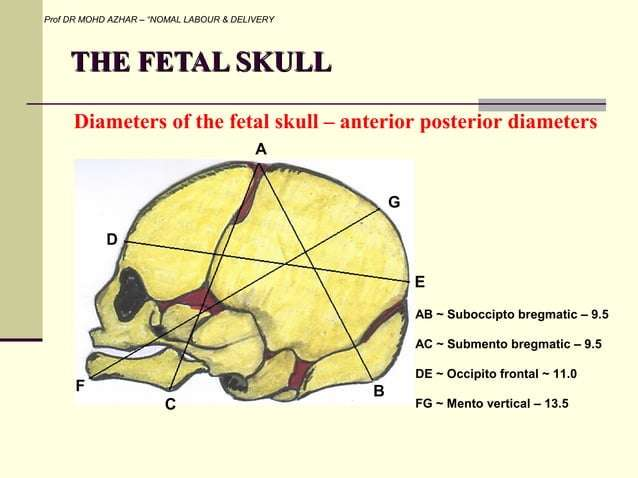 Prof DR MOHD AZHAR – “NOMAL LABOUR & DELIVERY
THE FETAL SKULL
Diameters of the fetal skull – anterior posterior diameters
A
G
D
E
AB ~ Suboccipto bregmatic – 9.5
AC ~ Submento bregmatic – 9.5
DE ~ Occipito frontal ~ 11.0
FG ~ Mento vertical – 13.5
F
B
C